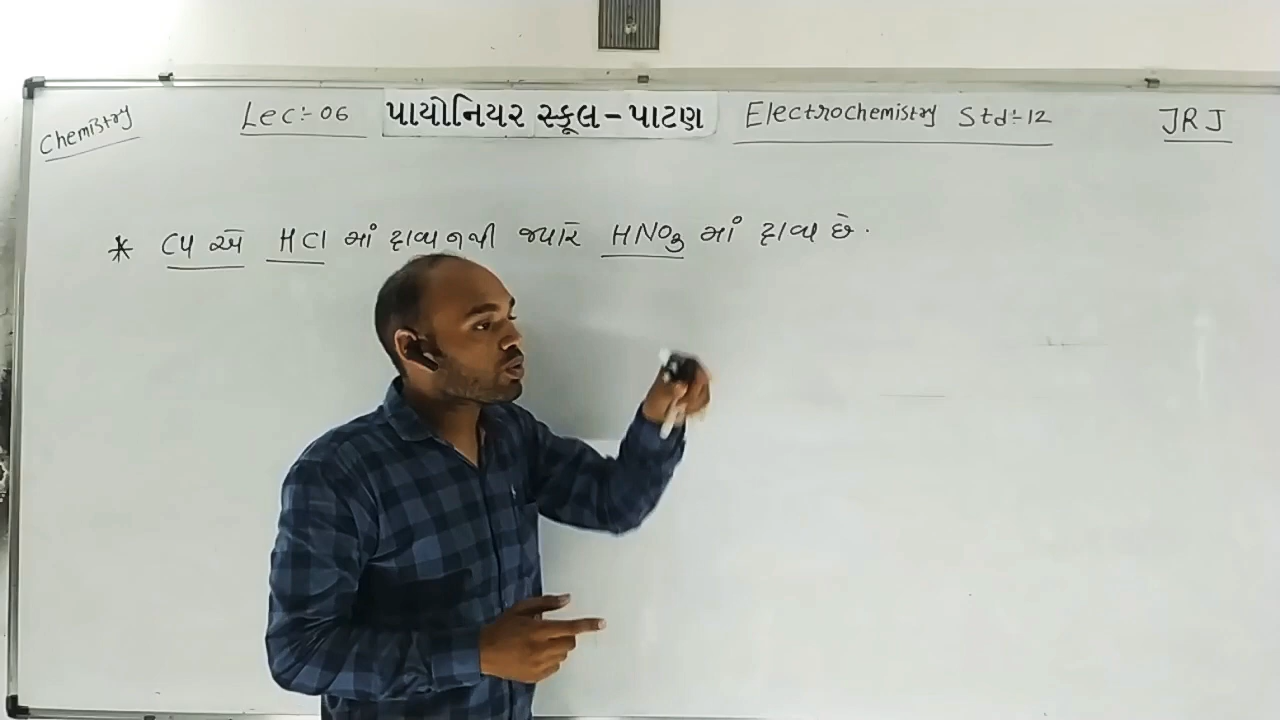 Chemistry Lec:-06 પાયોનિયર સ્કૂલ - પાટણ Electrochemistry Std:-12 JRJ
* Cu એ HCl માં દ્રાવ્ય નથી જ્યારે HNO₃ માં દ્રાવ્ય છે.